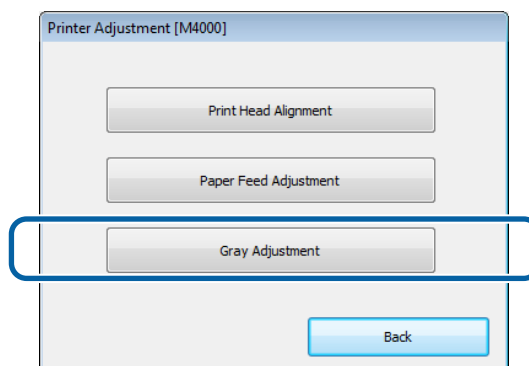 Printer Adjustment [M4000]
Print Head Alignment
Paper Feed Adjustment
Gray Adjustment
Back